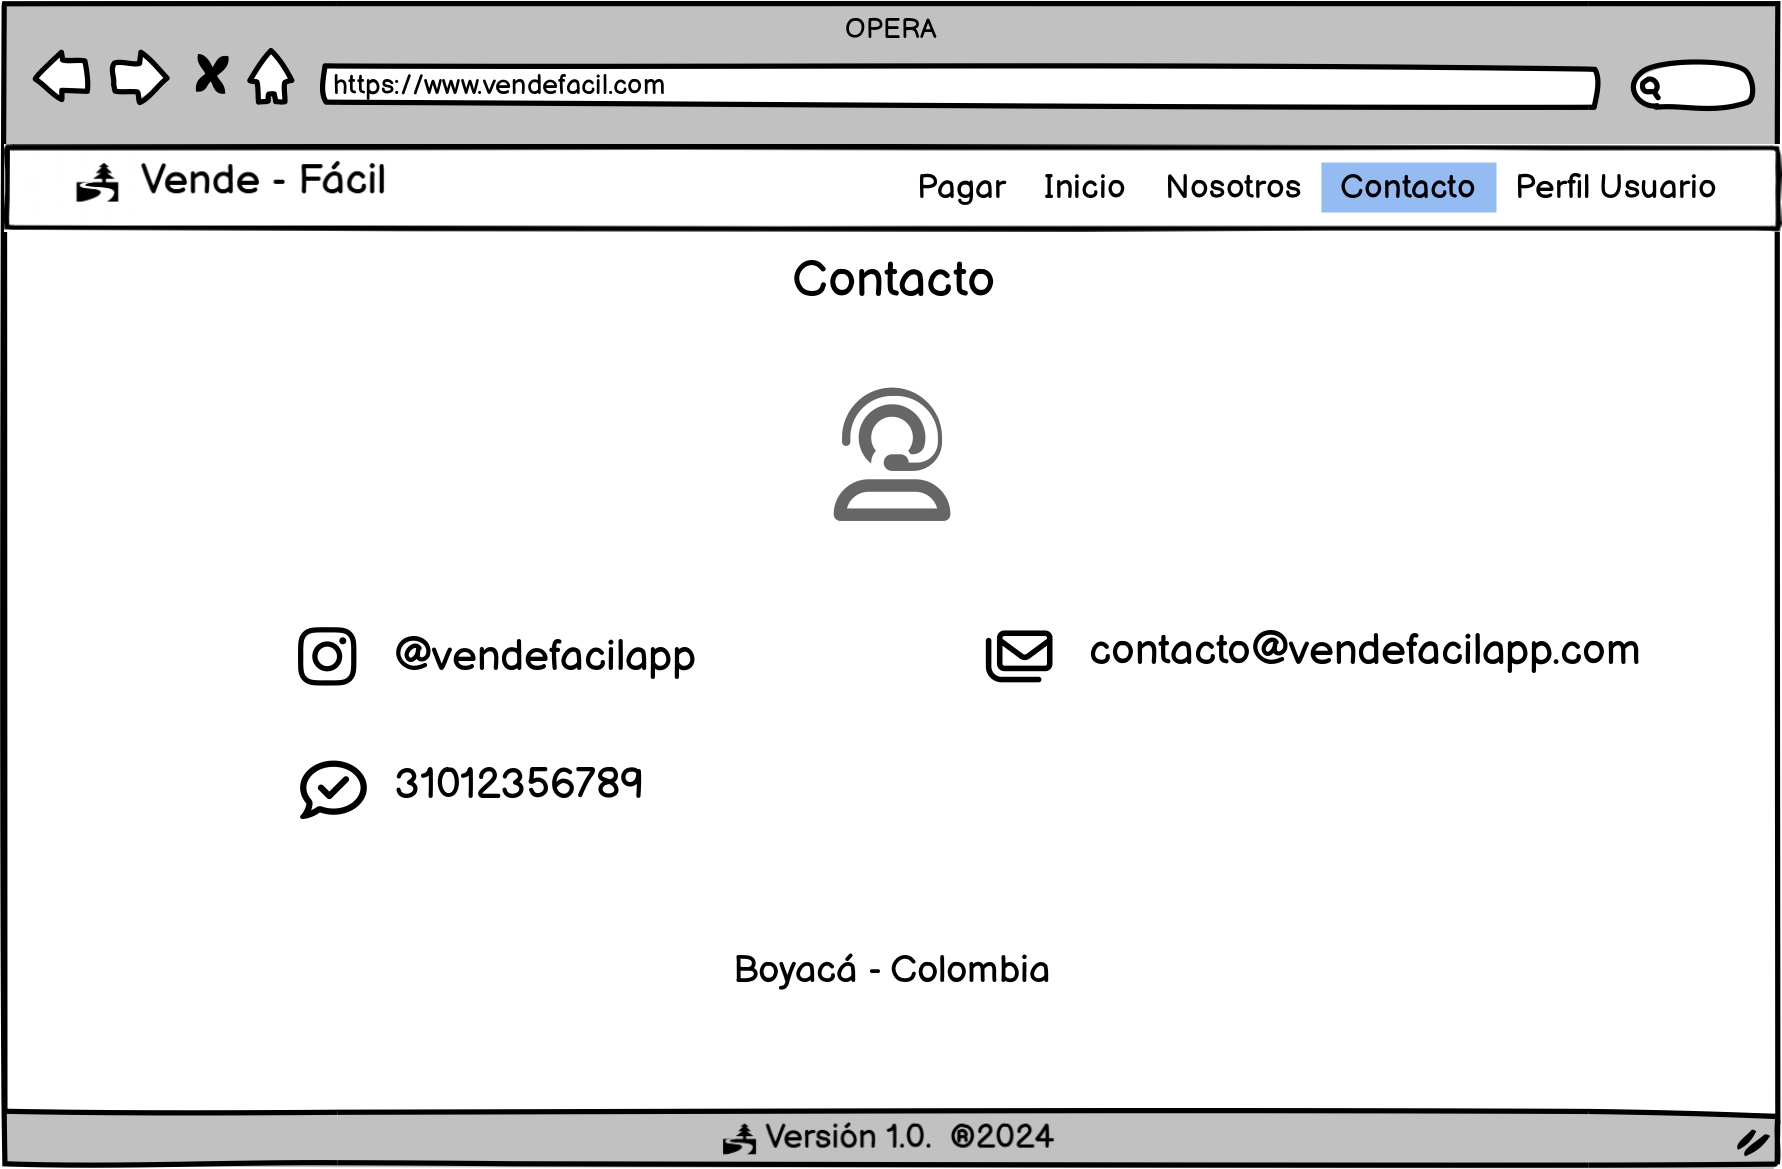 OPERA
https://www.vendefacil.com
Vende - Fácil
Pagar Inicio Nosotros Contacto Perfil Usuario
Contacto
@vendefacilapp
contacto@vendefacilapp.com
31012356789
Boyacá - Colombia
Versión 1.0. ®2024